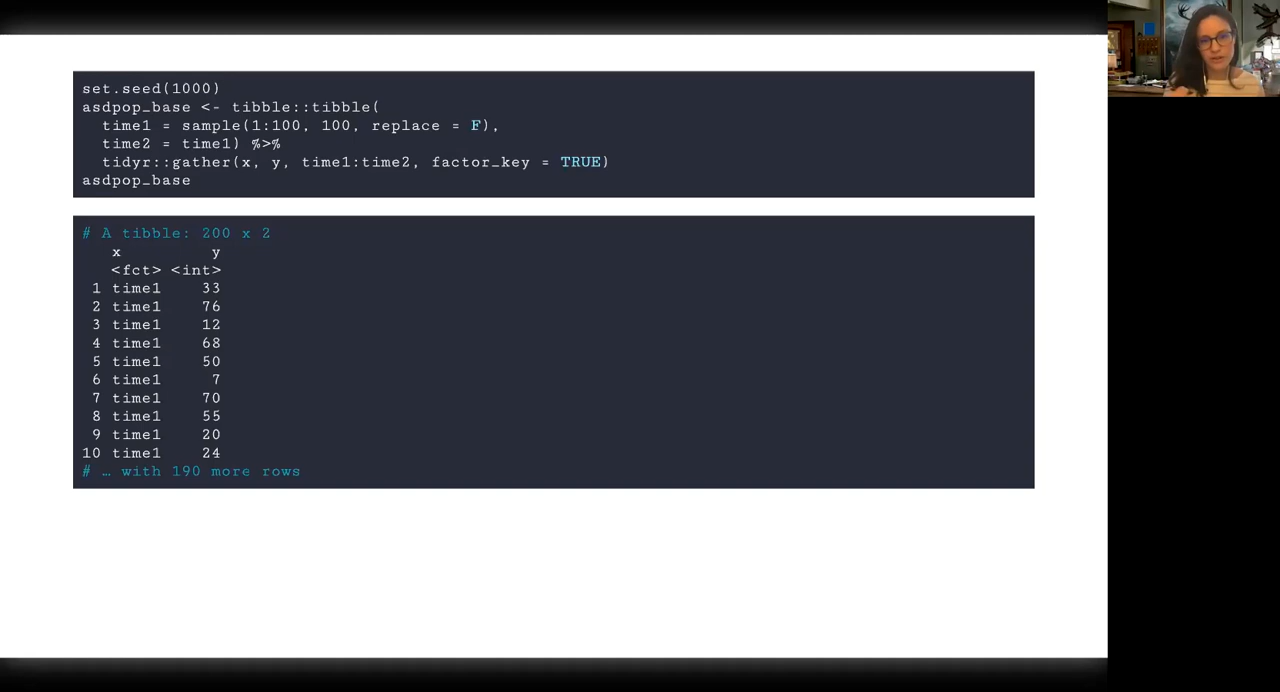 set.seed(1000)
asdpop_base <- tibble::tibble(
time1 = sample(1:100, 100, replace = F),
time2 = time1) %>%
tidyr::gather(x, y, time1:time2, factor_key = TRUE)
asdpop_base
# A tibble: 200 x 2
x y
<fct> <int>
1 time1 33
2 time1 76
3 time1 12
4 time1 68
5 time1 50
6 time1 7
7 time1 70
8 time1 55
9 time1 20
10 time1 24
# … with 190 more rows